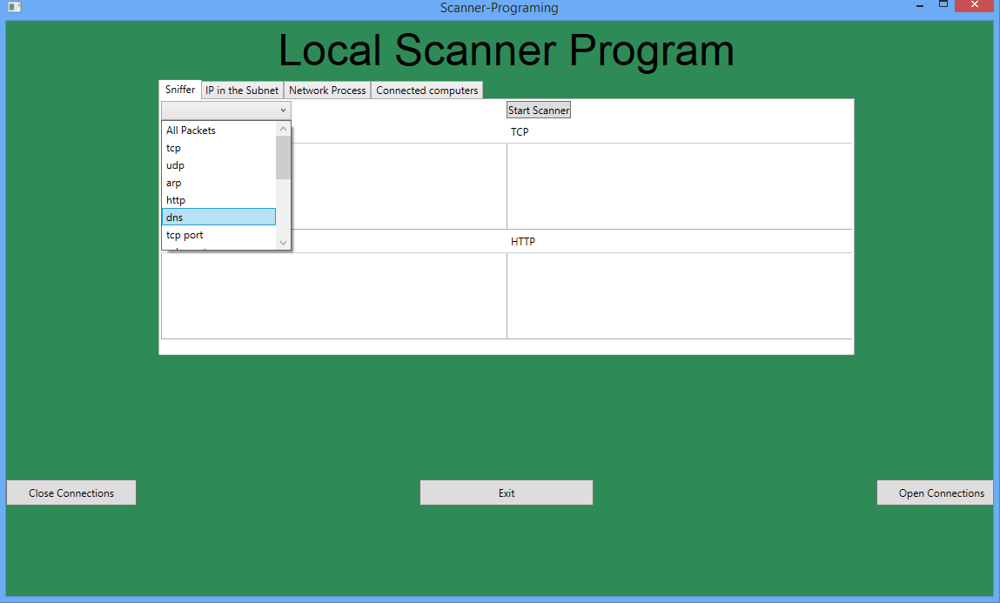 Scanner-Programing
Local Scanner Program
Sniffer IP in the Subnet Network Process Connected computers
Start Scanner
All Packets
TCP
tcp
udp
arp
http
dns
tcp port
HTTP
Close Connections
Exit
Open Connections